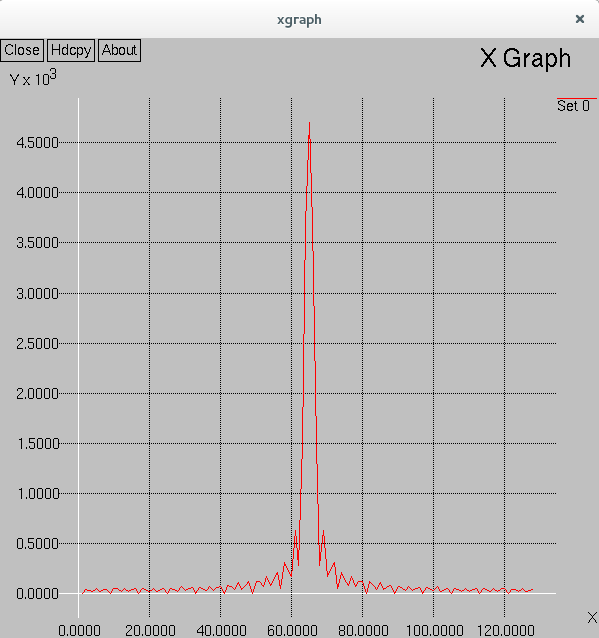 xgraph ×
Close Hdcpy About
X Graph
Y x 10³
Set 0
4.5000
4.0000
3.5000
3.0000
2.5000
2.0000
1.5000
1.0000
0.5000
0.0000
X
0.0000 20.0000 40.0000 60.0000 80.0000 100.0000 120.0000